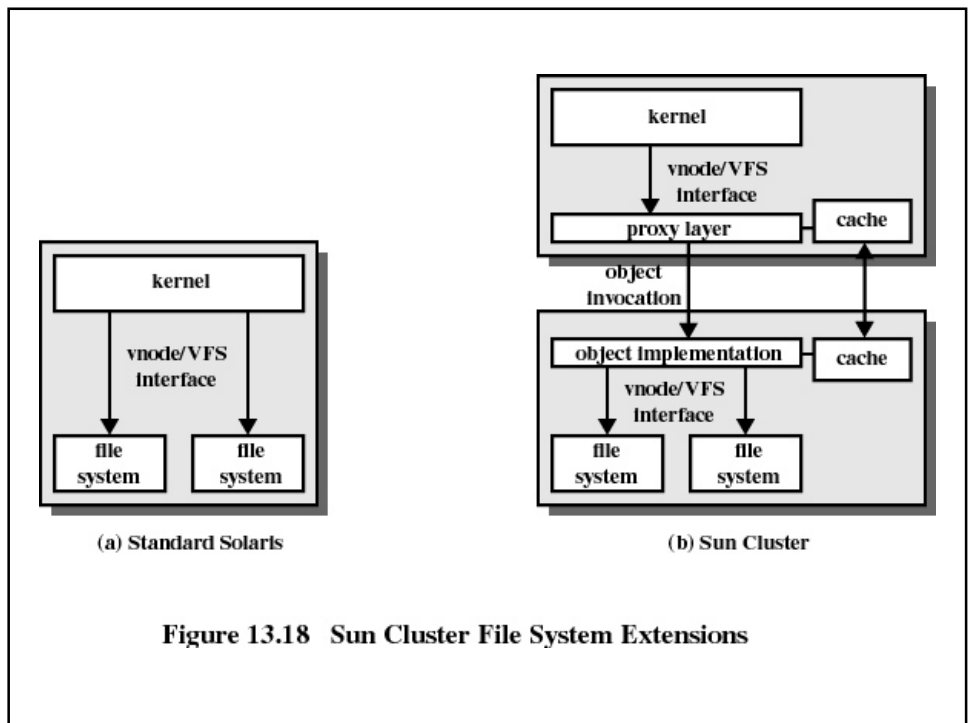 kernel
vnode/VFS
interface
file
system
file
system
(a) Standard Solaris
kernel
vnode/VFS
interface
proxy layer
cache
object
invocation
object implementation
cache
vnode/VFS
interface
file
system
file
system
(b) Sun Cluster
Figure 13.18 Sun Cluster File System Extensions